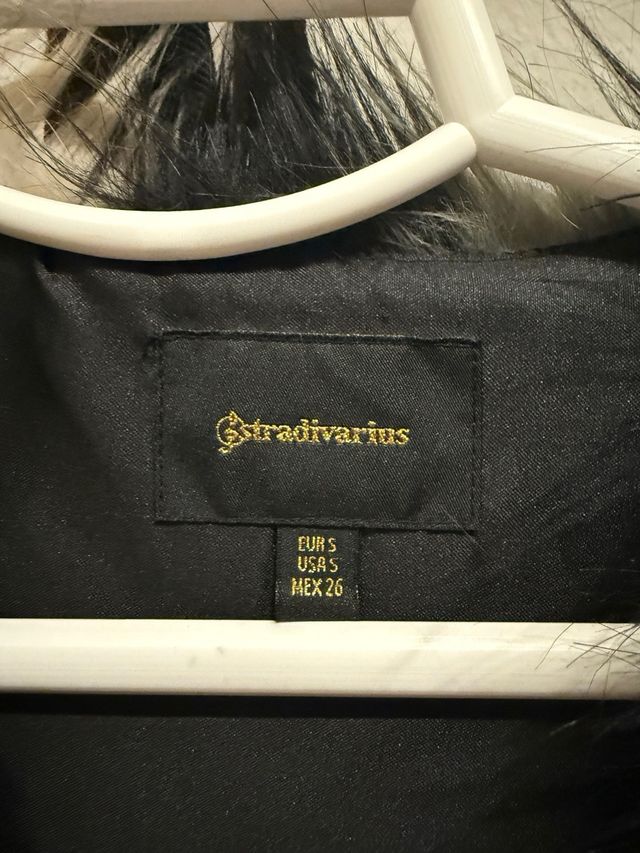 stradivarius
EUR S
USA S
MEX 26